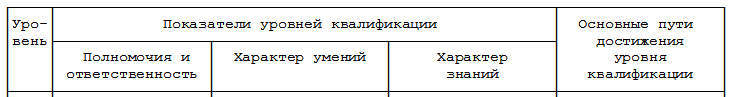 Уро-
вень
Показатели уровней квалификации
Основные пути
достижения
уровня
квалификации
Полномочия и
ответственность
Характер умений
Характер
знаний